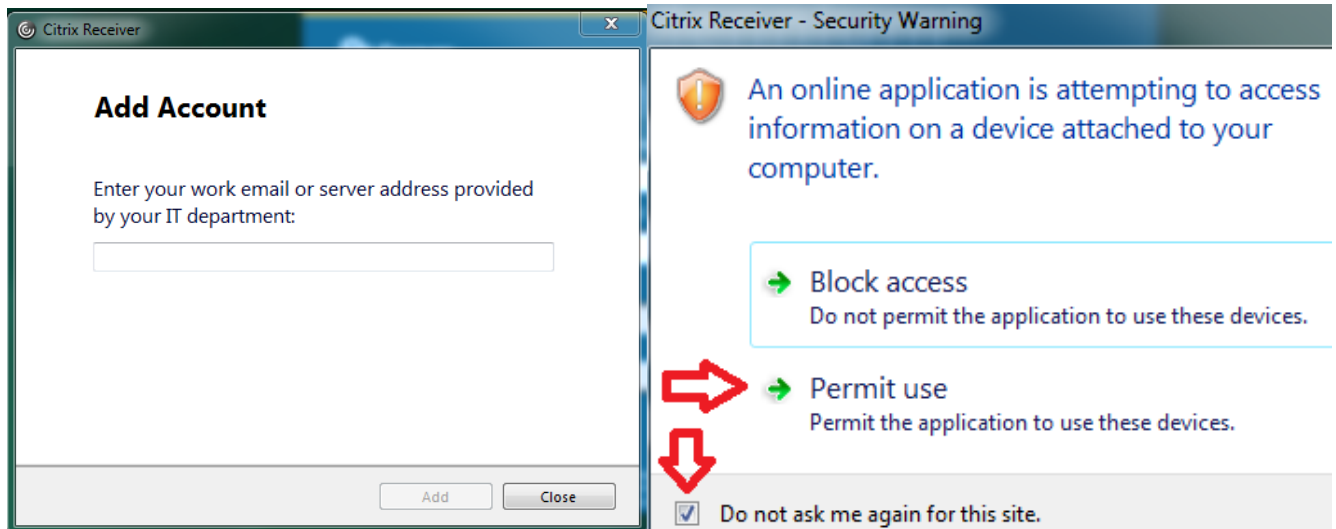 Citrix Receiver
Add Account
Enter your work email or server address provided
by your IT department:
Add
Close
Citrix Receiver - Security Warning
An online application is attempting to access
information on a device attached to your
computer.
Block access
Do not permit the application to use these devices.
Permit use
Permit the application to use these devices.
Do not ask me again for this site.